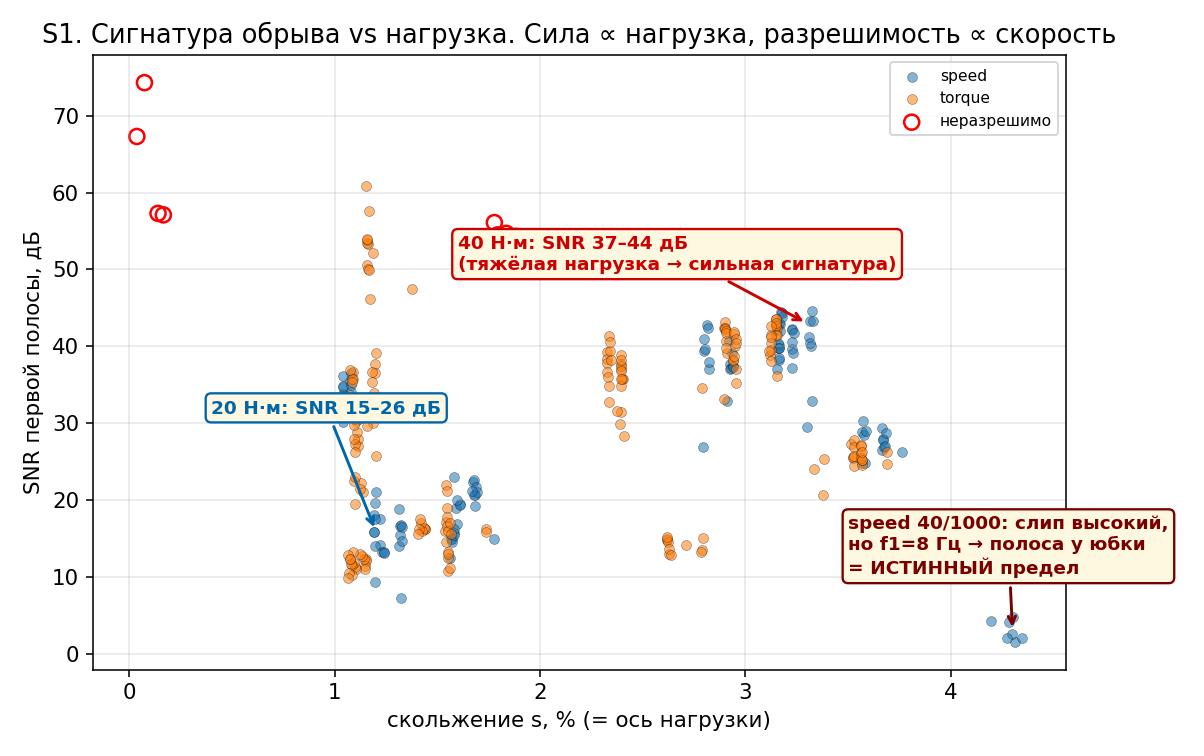 S1. Сигнатура обрыва vs нагрузка. Сила ∝ нагрузка, разрешимость ∝ скорость
speed
torque
неразрешимо
40 Н·м: SNR 37–44 дБ
(тяжёлая нагрузка → сильная сигнатура)
20 Н·м: SNR 15–26 дБ
speed 40/1000: слип высокий,
но f1=8 Гц → полоса у юбки
= ИСТИННЫЙ предел
SNR первой полосы, дБ
70
60
50
40
30
20
10
0
0 1 2 3 4
скольжение s, % (= ось нагрузки)